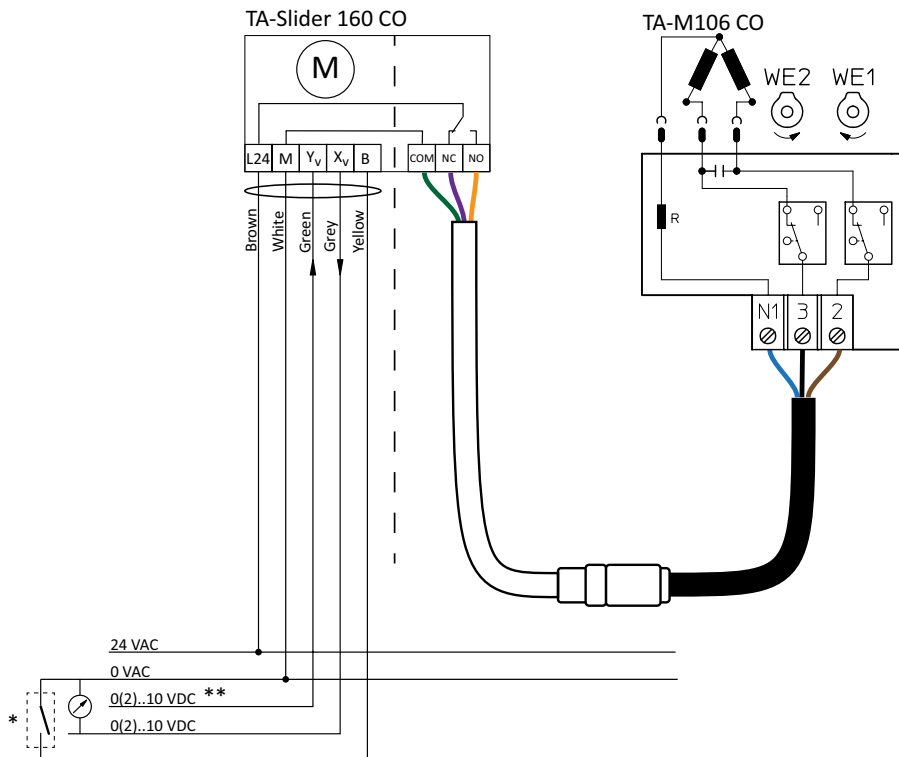 TA-Slider 160 CO
TA-M106 CO
M
WE2 WE1
L24 M Yv Xv B COM NC NO
R
Brown
White
Green
Grey
Yellow
N1 3 2
24 VAC
0 VAC
0(2)..10 VDC **
*
0(2)..10 VDC